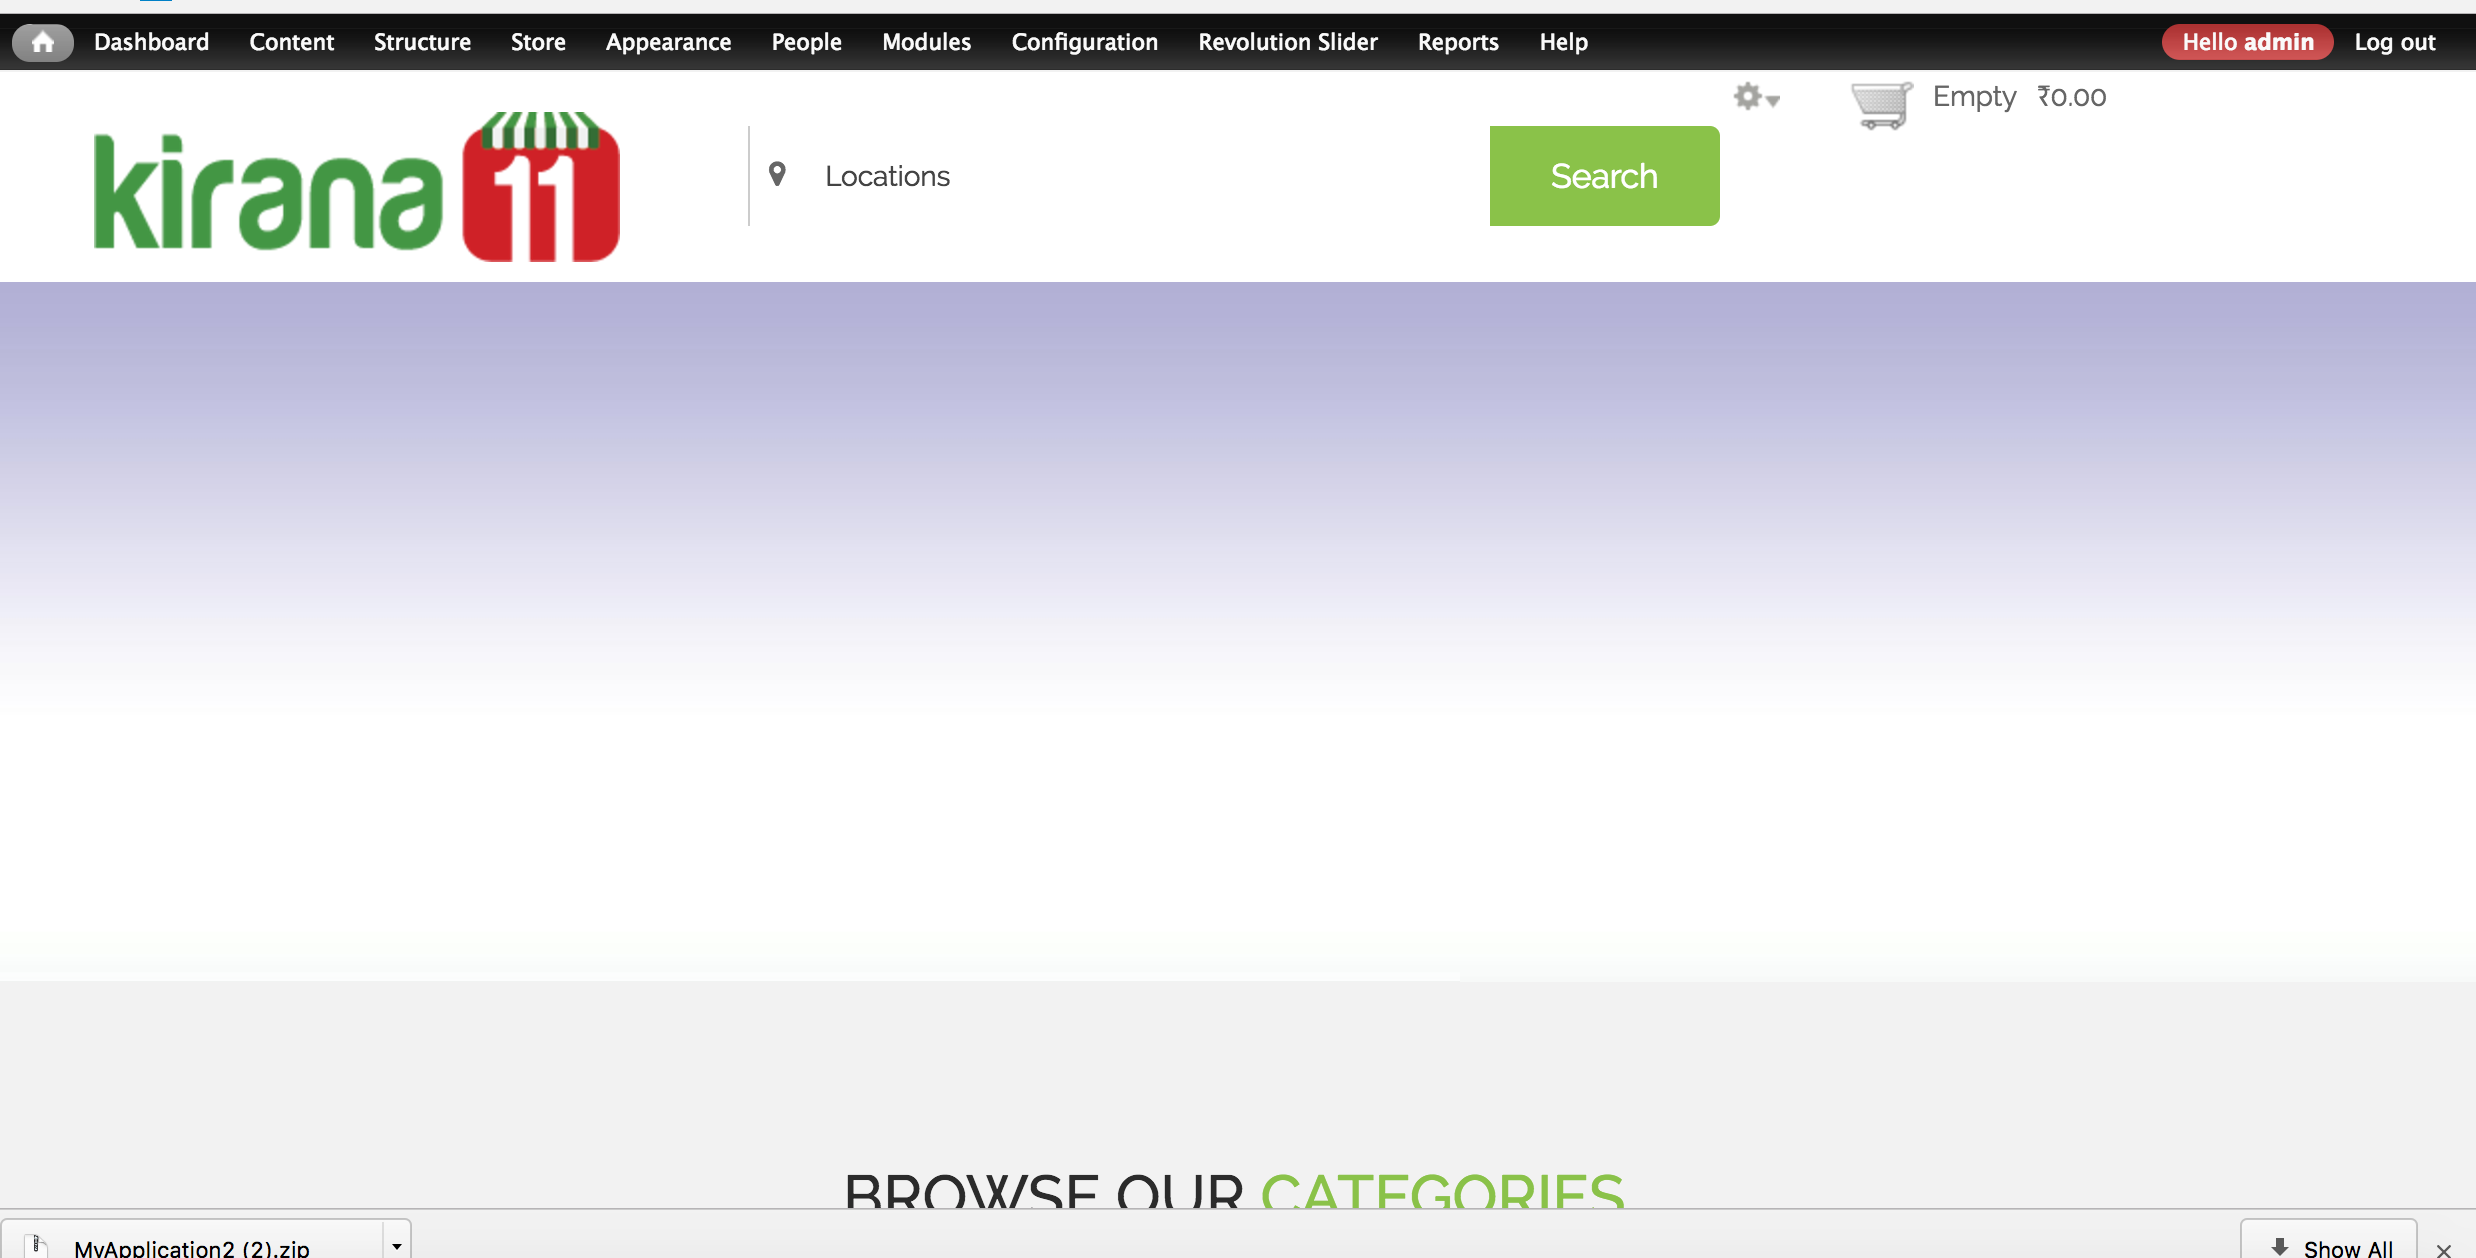 Dashboard Content Structure Store Appearance People Modules Configuration Revolution Slider Reports Help Hello admin Log out
Empty ₹0.00
kirana 11
Locations
Search
BROWSE OUR CATEGORIES
MyApplication2 (2).zip
Show All